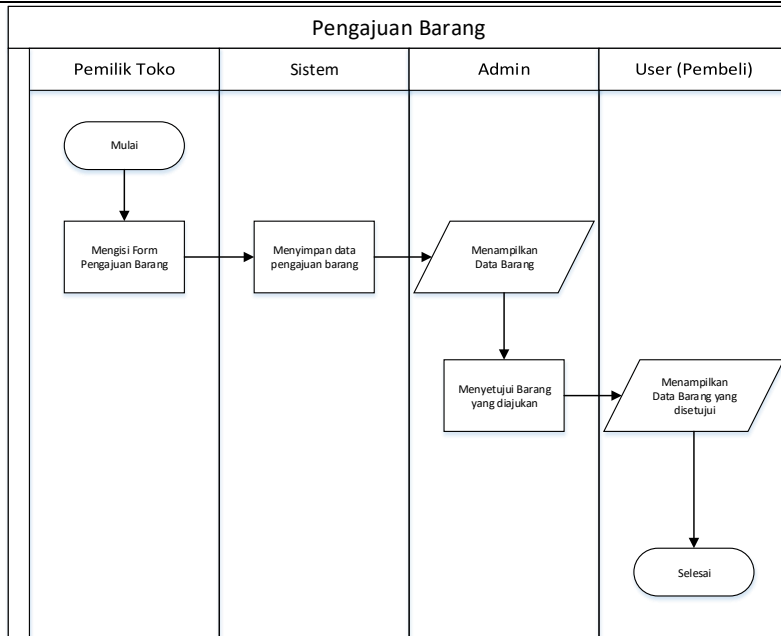 Pengajuan Barang
Pemilik Toko
Sistem
Admin
User (Pembeli)
Mulai
Mengisi Form
Pengajuan Barang
Menyimpan data
pengajuan barang
Menampilkan
Data Barang
Menyetujui Barang
yang diajukan
Menampilkan
Data Barang yang
disetujui
Selesai